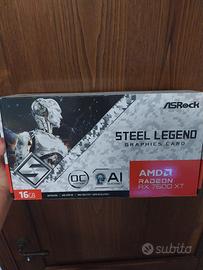 ASRock
STEEL LEGEND
GRAPHICS CARD
OC
AI
AMD
RADEON
RX 7600 XT
16GB
subito